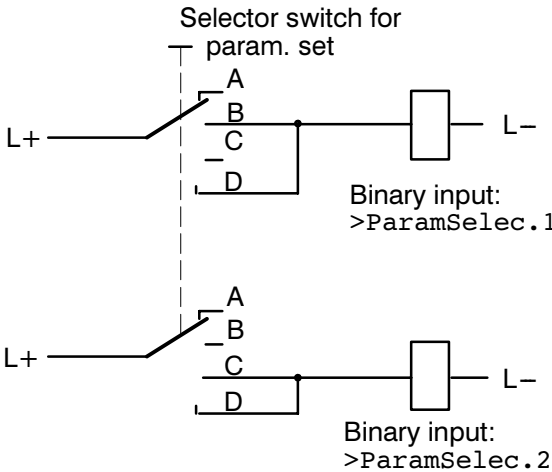 Selector switch for
param. set
A
B
L+
L–
C
D
Binary input:
>ParamSelec.1
A
B
L+
C
L–
D
Binary input:
>ParamSelec.2